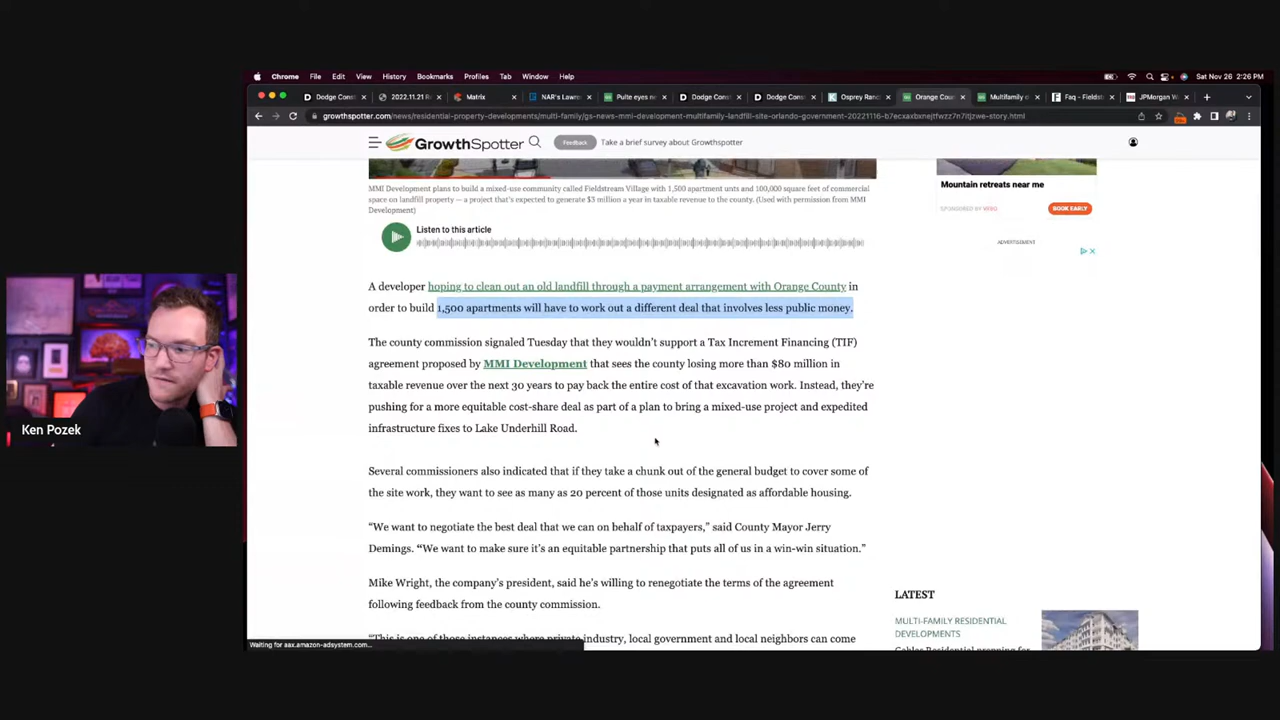 Chrome File Edit View History Bookmarks Profiles Tab Window Help Sat Nov 26 2:26 PM
Dodge Cons 2022.11.21 R Matrix NAR's Lawre Pulte eyes n Dodge Cons Dodge Cons Osprey Ranc Orange Coun Multifamily d Faq - Fieldst JPMorgan W
growthspotter.com/news/residential-property-developments/multi-family/gs-news-mmi-development-multifamily-landfill-site-orlando-government-20221116-b7ecxaxbxnejtfwzz7n7itjzwe-story.html
GrowthSpotter Feedback Take a brief survey about Growthspotter
MMI Development plans to build a mixed-use community called Fieldstream Village with 1,500 apartment units and 100,000 square feet of commercial
space on landfill property — a project that's expected to generate $3 million a year in taxable revenue to the county. (Used with permission from MMI
Development)
Mountain retreats near me
SPONSORED BY VRBO
BOOK EARLY
Listen to this article
ADVERTISEMENT
A developer hoping to clean out an old landfill through a payment arrangement with Orange County in
order to build 1,500 apartments will have to work out a different deal that involves less public money.
The county commission signaled Tuesday that they wouldn't support a Tax Increment Financing (TIF)
agreement proposed by MMI Development that sees the county losing more than $80 million in
taxable revenue over the next 30 years to pay back the entire cost of that excavation work. Instead, they're
pushing for a more equitable cost-share deal as part of a plan to bring a mixed-use project and expedited
infrastructure fixes to Lake Underhill Road.
Several commissioners also indicated that if they take a chunk out of the general budget to cover some of
the site work, they want to see as many as 20 percent of those units designated as affordable housing.
"We want to negotiate the best deal that we can on behalf of taxpayers," said County Mayor Jerry
Demings. "We want to make sure it's an equitable partnership that puts all of us in a win-win situation."
Mike Wright, the company's president, said he's willing to renegotiate the terms of the agreement
following feedback from the county commission.
"This is one of those instances where private industry, local government and local neighbors can come
LATEST
MULTI-FAMILY RESIDENTIAL
DEVELOPMENTS
Gables Residential prepping for
Waiting for aax.amazon-adsystem.com...
Ken Pozek